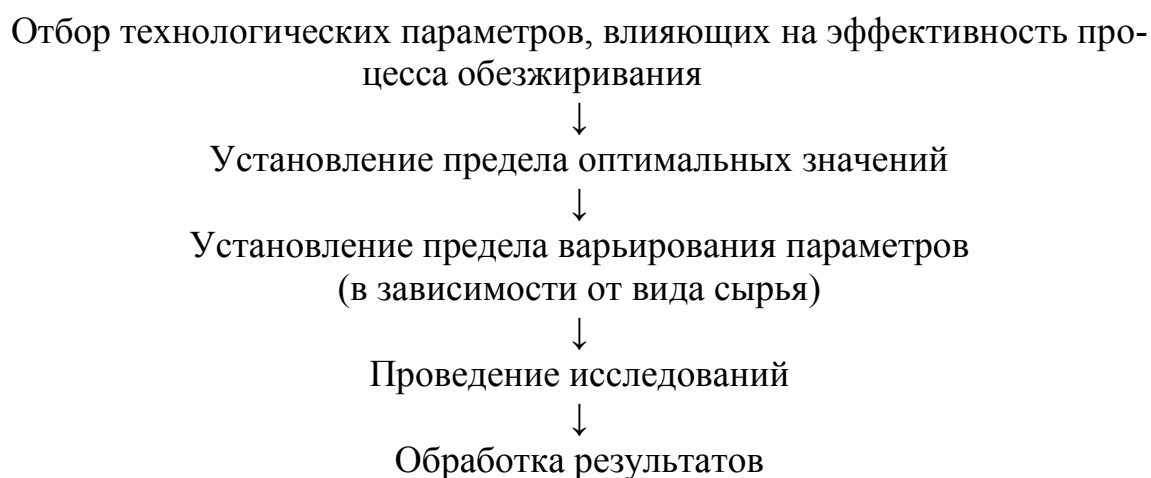 Отбор технологических параметров, влияющих на эффективность про-
цесса обезжиривания
↓
Установление предела оптимальных значений
↓
Установление предела варьирования параметров
(в зависимости от вида сырья)
↓
Проведение исследований
↓
Обработка результатов